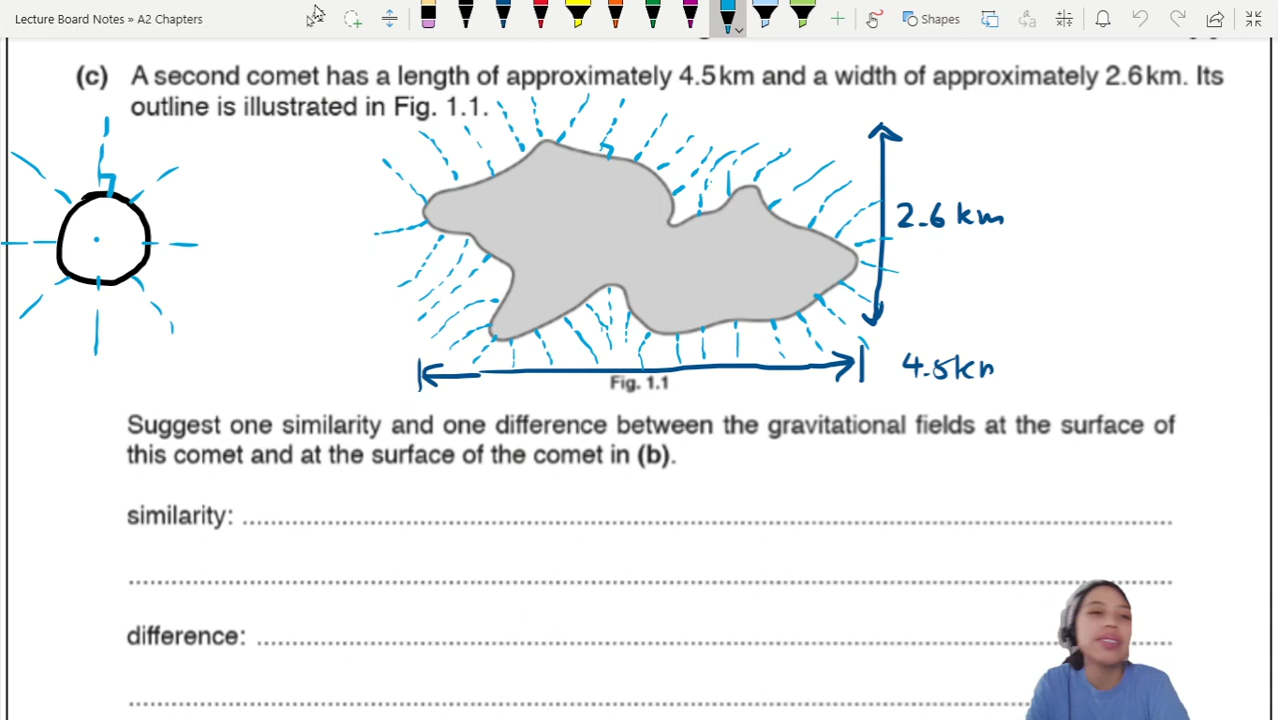 Lecture Board Notes » A2 Chapters
Shapes
(c) A second comet has a length of approximately 4.5 km and a width of approximately 2.6 km. Its
outline is illustrated in Fig. 1.1.
2.6 km
4.5km
Fig. 1.1
Suggest one similarity and one difference between the gravitational fields at the surface of
this comet and at the surface of the comet in (b).
similarity:
difference: